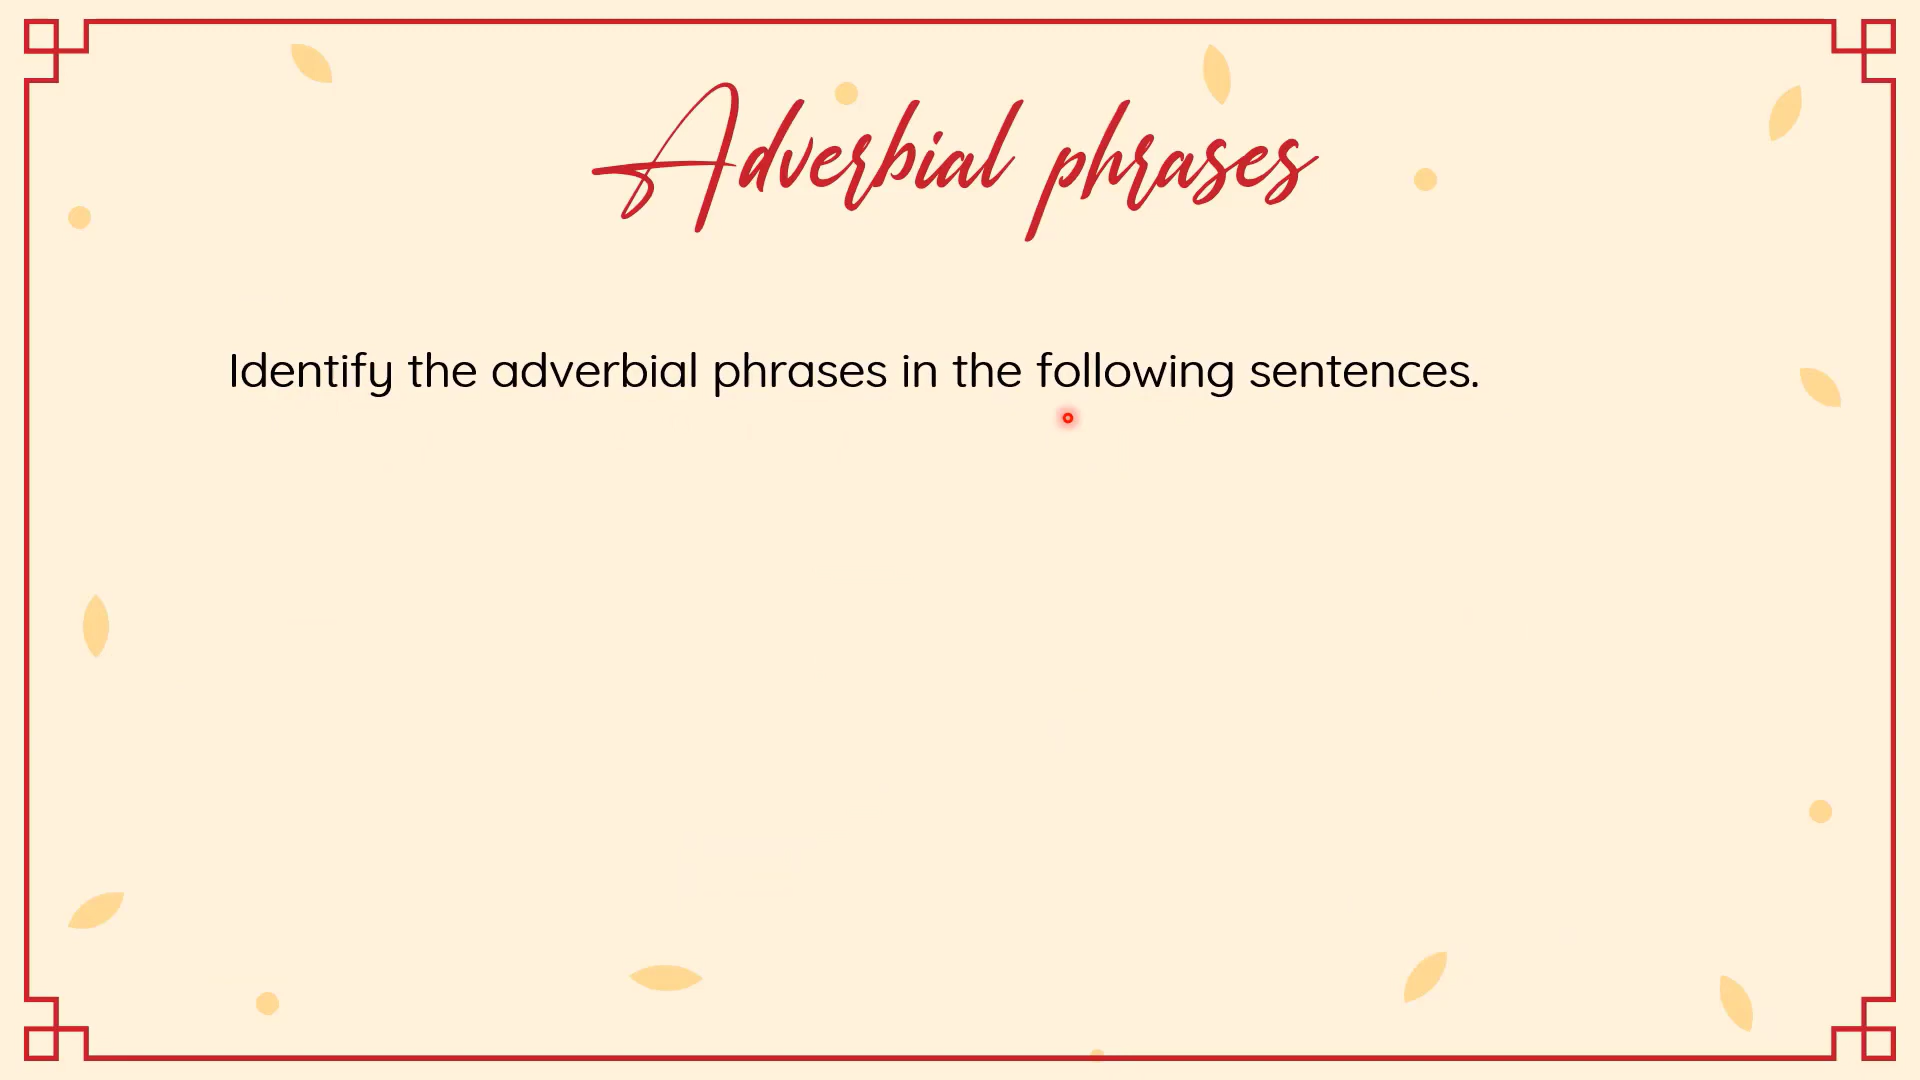 Adverbial phrases
Identify the adverbial phrases in the following sentences.